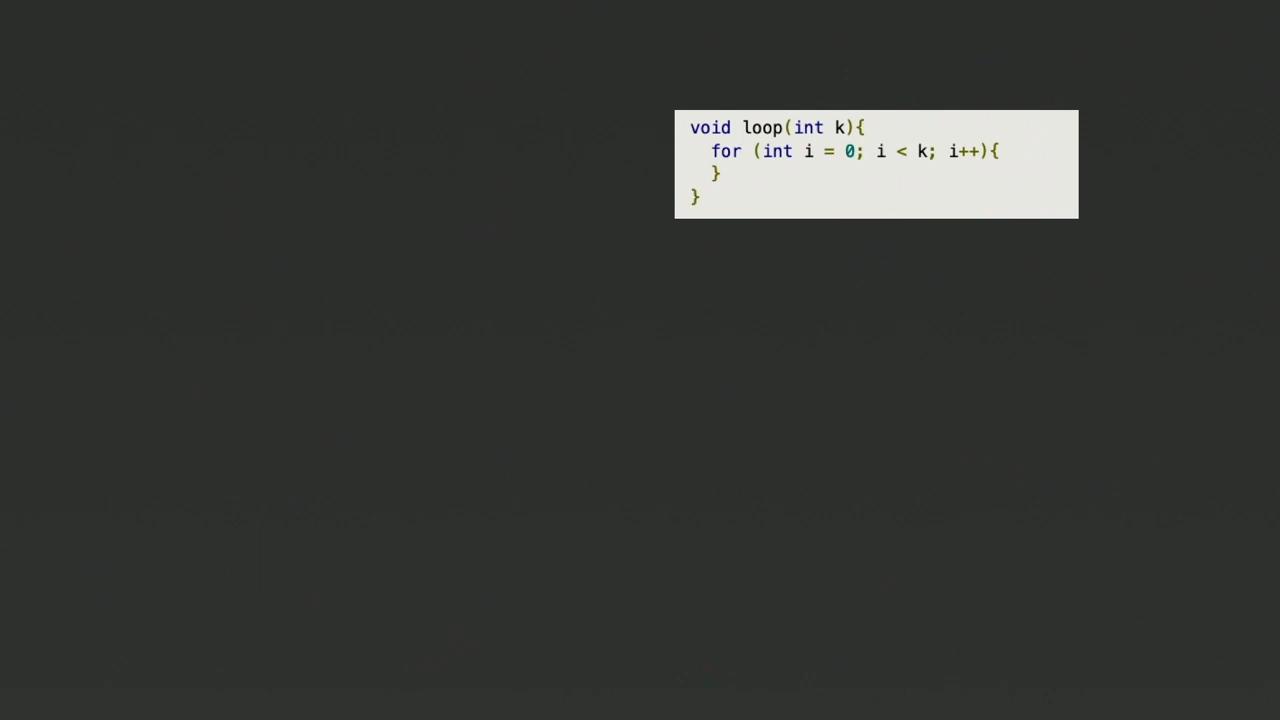 void loop(int k){
  for (int i = 0; i < k; i++){
  }
}